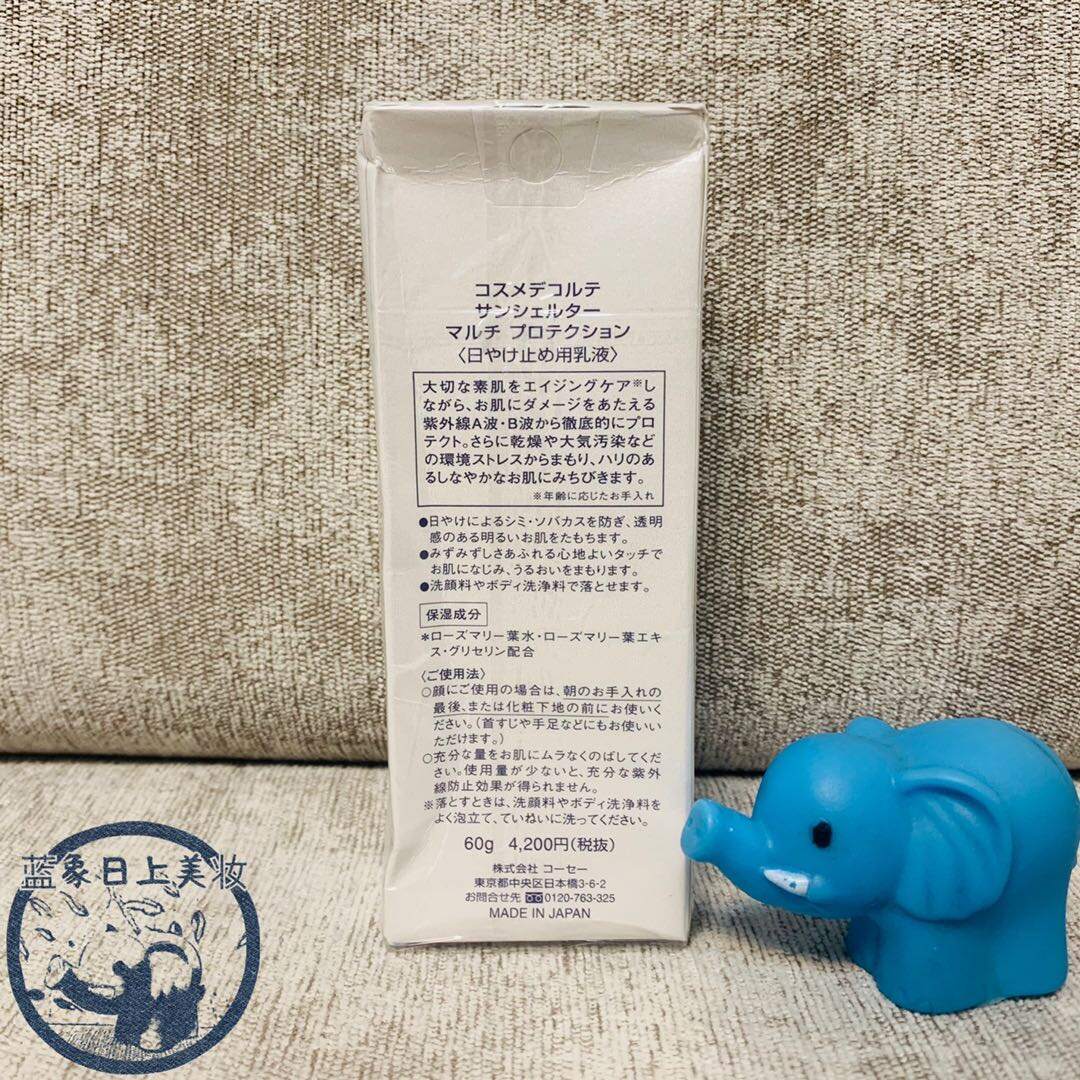 コスメデコルテ
サンシェルター
マルチ プロテクション
〈日やけ止め用乳液〉
大切な素肌をエイジングケア※し
ながら、お肌にダメージをあたえる
紫外線A波・B波から徹底的にプロ
テクト。さらに乾燥や大気汚染など
の環境ストレスからまもり、ハリのあ
るしなやかなお肌にみちびきます。
※年齢に応じたお手入れ
●日やけによるシミ・ソバカスを防ぎ、透明
感のある明るいお肌をたもちます。
●みずみずしさあふれる心地よいタッチで
お肌になじみ、うるおいをまもります。
●洗顔料やボディ洗浄料で落とせます。
保湿成分
*ローズマリー葉水・ローズマリー葉エキ
ス・グリセリン配合
〈ご使用法〉
○顔にご使用の場合は、朝のお手入れの
最後、または化粧下地の前にお使いく
ださい。(首すじや手足などにもお使いい
ただけます。)
○充分な量をお肌にムラなくのばしてくだ
さい。使用量が少ないと、充分な紫外
線防止効果が得られません。
※落とすときは、洗顔料やボディ洗浄料を
よく泡立て、ていねいに洗ってください。
60g 4,200円(税抜)
株式会社 コーセー
東京都中央区日本橋3-6-2
お問合せ先 0120-763-325
MADE IN JAPAN
蓝象日上美妆